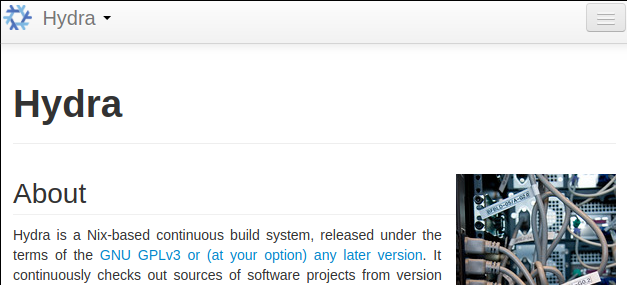 Hydra
Hydra
About
Hydra is a Nix-based continuous build system, released under the
terms of the GNU GPLv3 or (at your option) any later version. It
continuously checks out sources of software projects from version